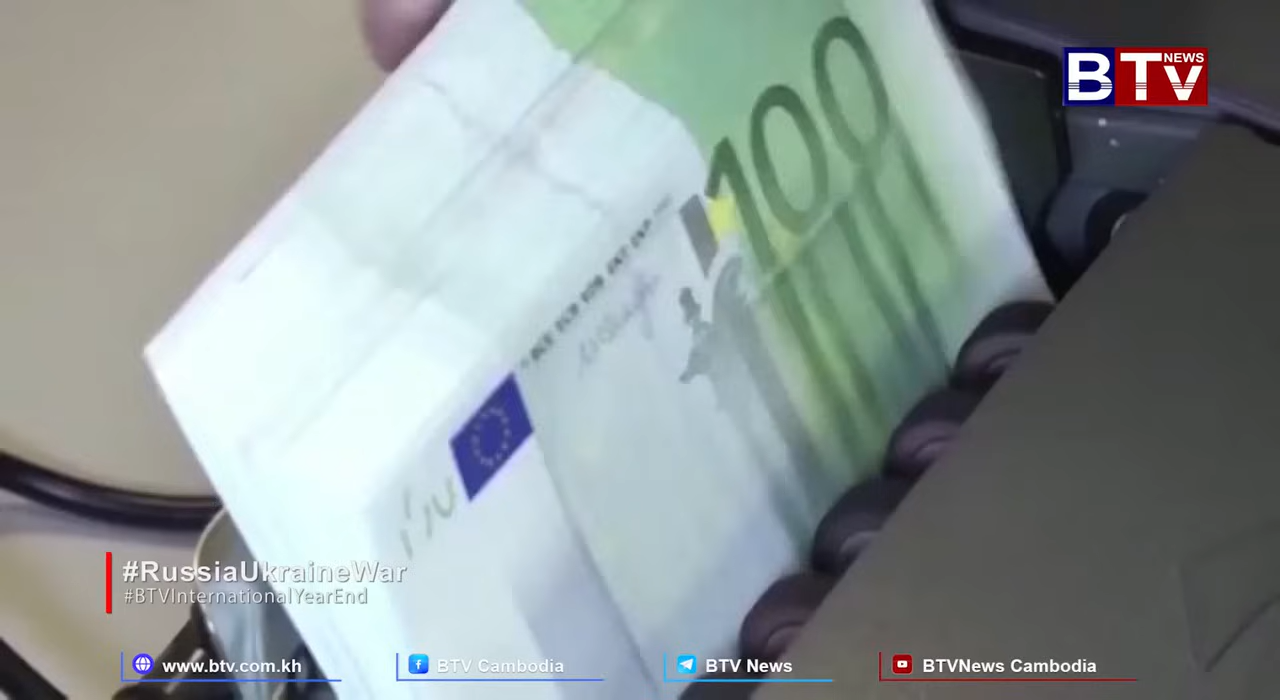 BTV NEWS
100
#RussiaUkraineWar
#BTVInternationalYearEnd
www.btv.com.kh
BTV Cambodia
BTV News
BTVNews Cambodia